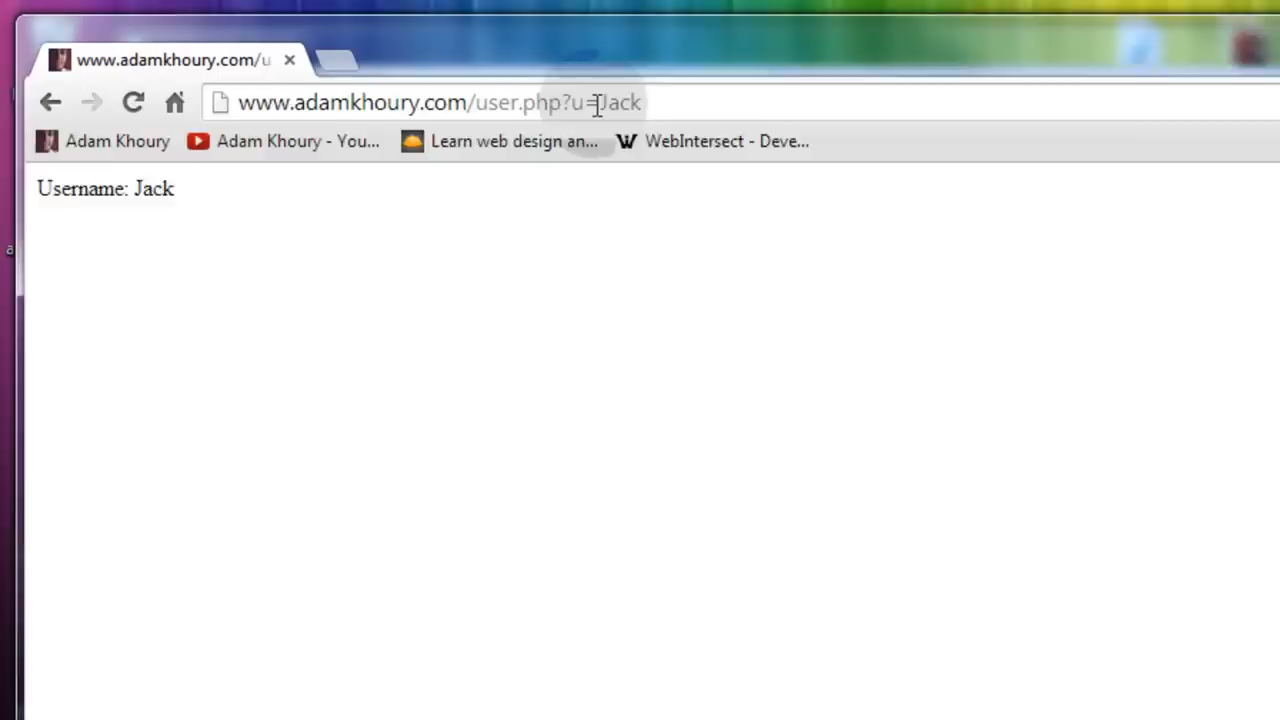 www.adamkhoury.com/u
www.adamkhoury.com/user.php?u=Jack
Adam Khoury
Adam Khoury - You...
Learn web design an...
WebIntersect - Deve...
Username: Jack
a